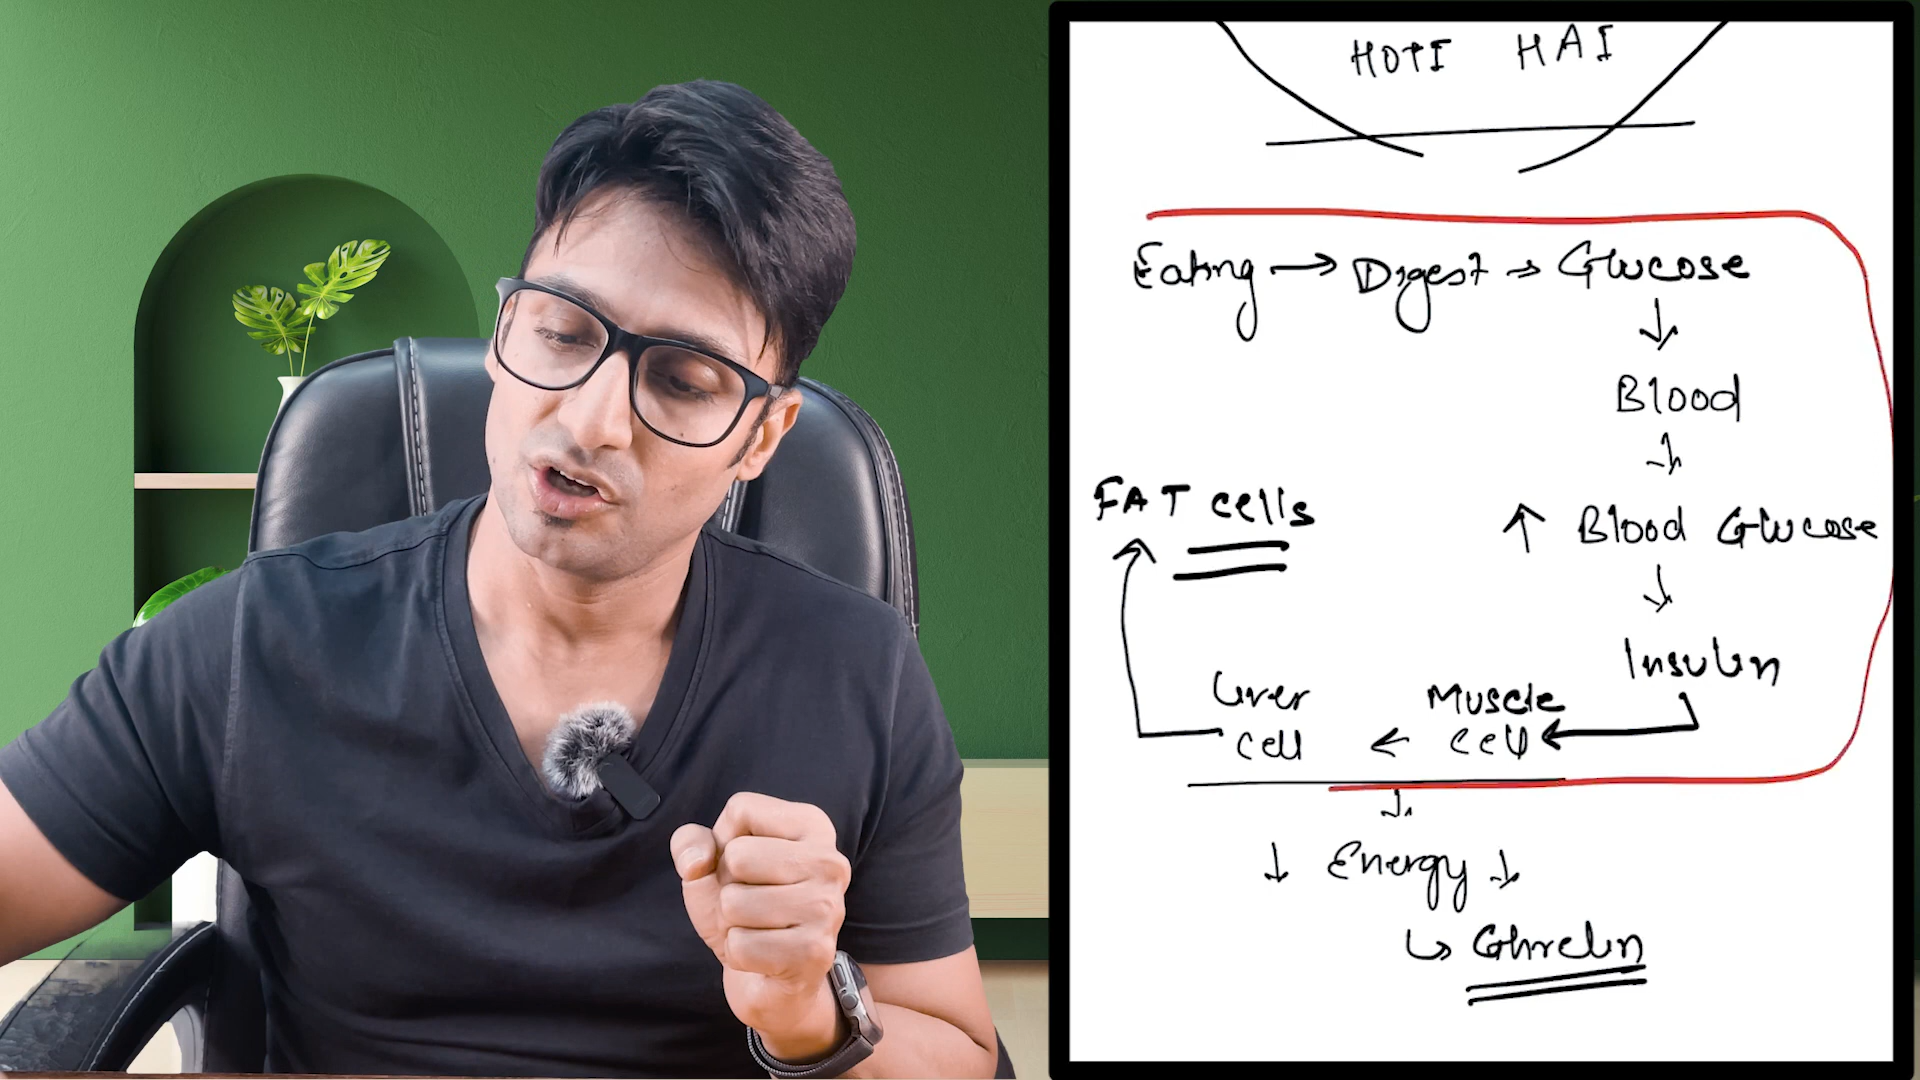 HOTI HAI
Eating → Digest → Glucose
↓
Blood
↓
FAT cells
↑ Blood Glucose
↓
Insulin
Liver cell ← Muscle cell ←
↓
↓ Energy ↓
↳ Ghrelin